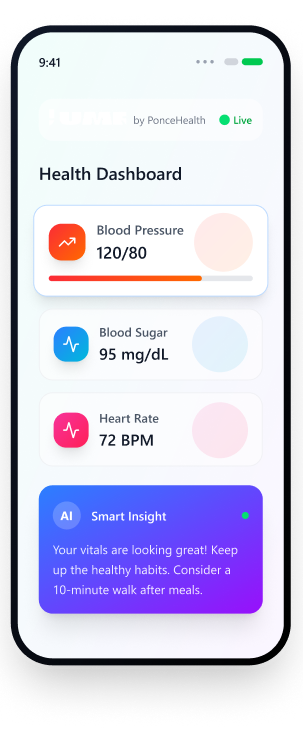 9:41
by PonceHealth
Live
Health Dashboard
Blood Pressure
120/80
Blood Sugar
95 mg/dL
Heart Rate
72 BPM
AI
Smart Insight
Your vitals are looking great! Keep
up the healthy habits. Consider a
10-minute walk after meals.